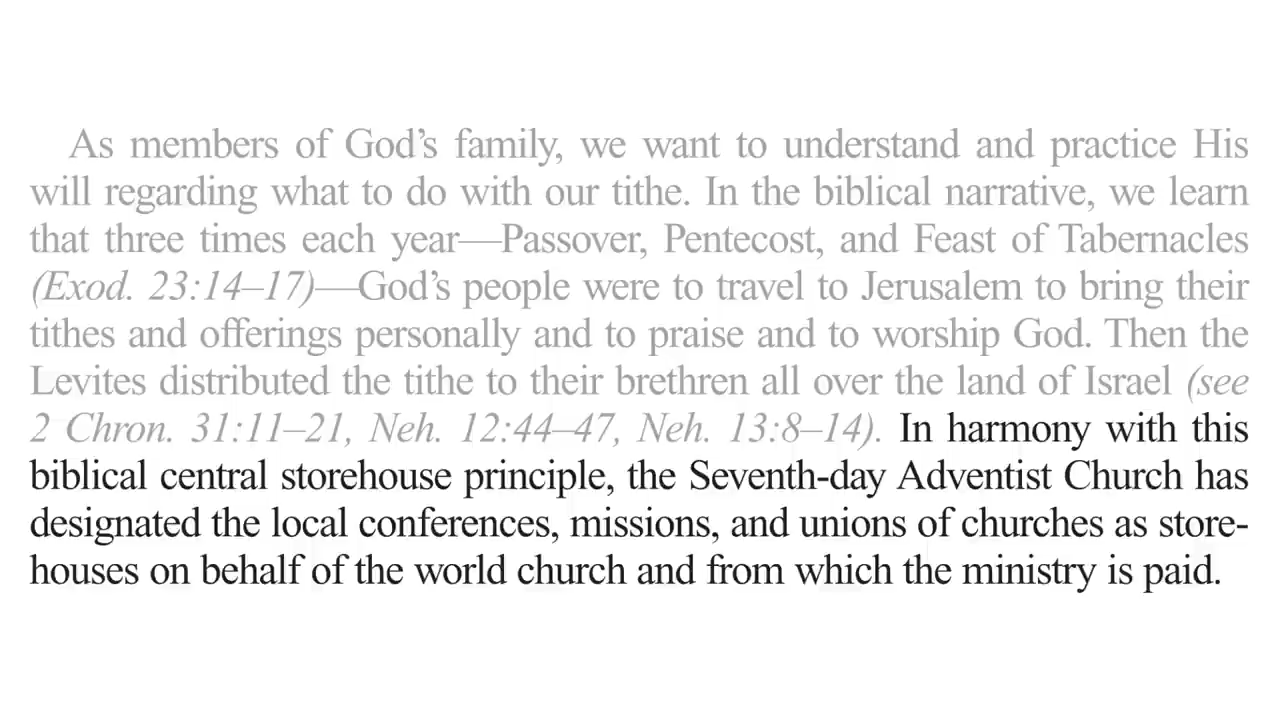 As members of God’s family, we want to understand and practice His
will regarding what to do with our tithe. In the biblical narrative, we learn
that three times each year—Passover, Pentecost, and Feast of Tabernacles
(Exod. 23:14–17)—God’s people were to travel to Jerusalem to bring their
tithes and offerings personally and to praise and to worship God. Then the
Levites distributed the tithe to their brethren all over the land of Israel (see
2 Chron. 31:11–21, Neh. 12:44–47, Neh. 13:8–14). In harmony with this
biblical central storehouse principle, the Seventh-day Adventist Church has
designated the local conferences, missions, and unions of churches as store-
houses on behalf of the world church and from which the ministry is paid.